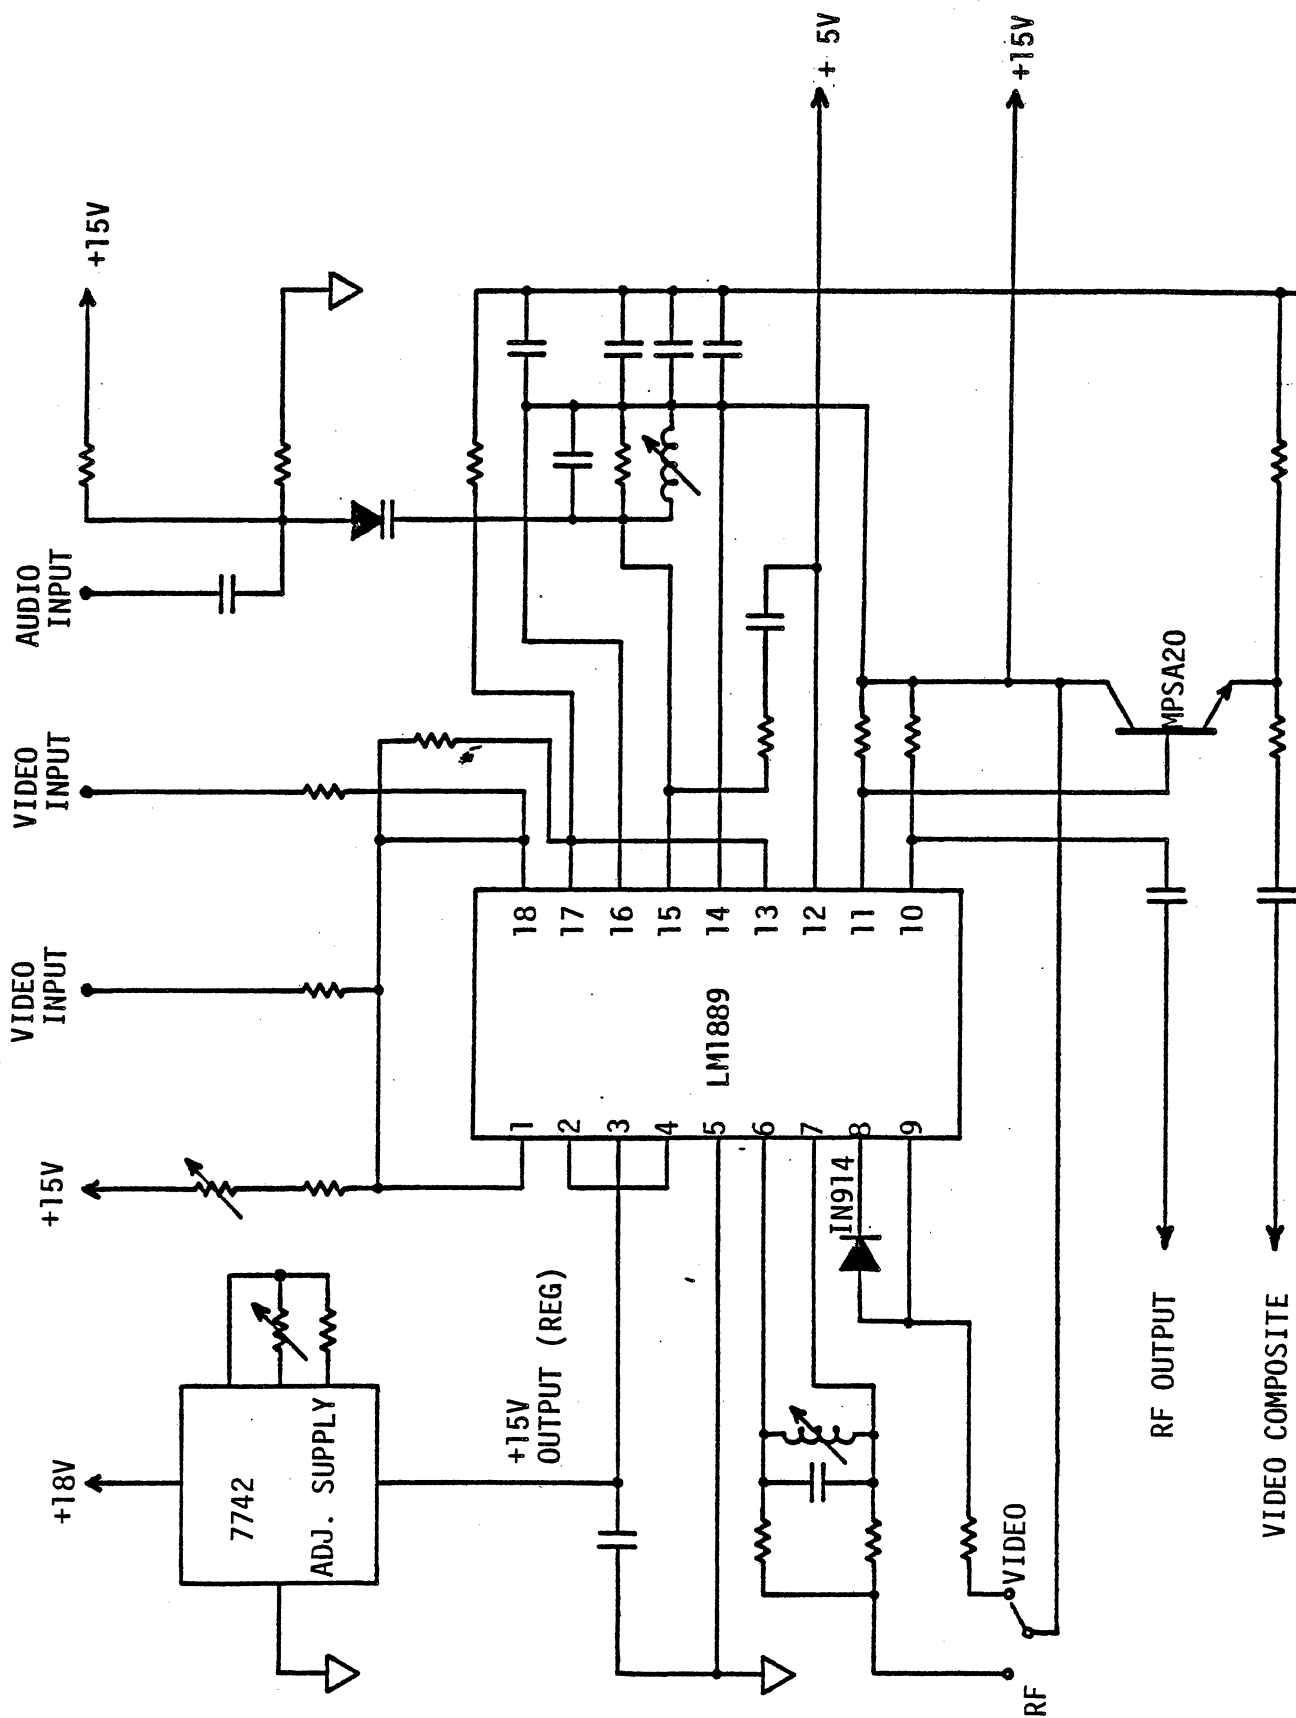 AUDIO
INPUT
+15V
VIDEO
INPUT
VIDEO
INPUT
+15V
+18V
7742
ADJ. SUPPLY
+15V
OUTPUT (REG)
LM1889
1
2
3
4
5
6
7
8
9
18
17
16
15
14
13
12
11
10
IN914
MPSA20
+ 5V
+15V
VIDEO
RF
RF OUTPUT
VIDEO COMPOSITE